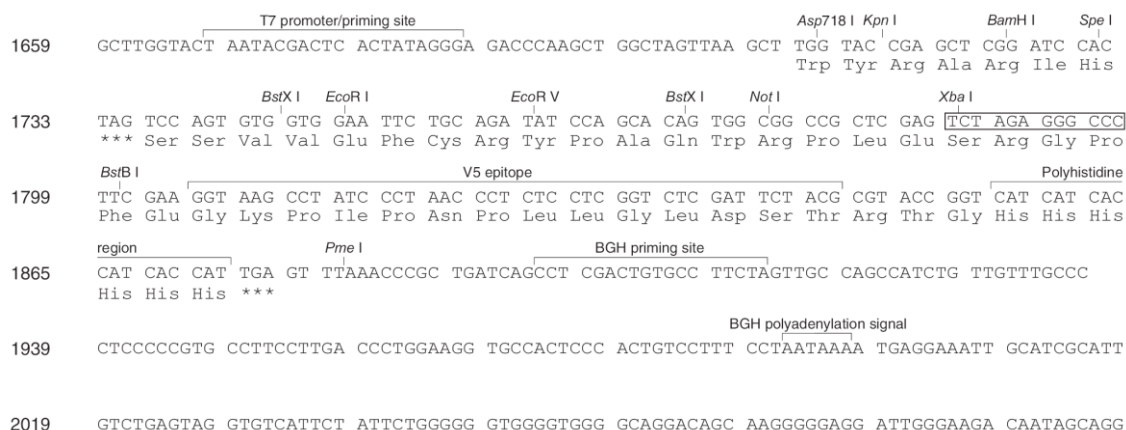 T7 promoter/priming site Asp718 I Kpn I BamH I Spe I
1659 GCTTGGTACT TAATACGACTC ACTATAGGGA GACCCAAGCT GGCTAGTTAA GCT TGG TAC CGA GCT CGG ATC CAC
Trp Tyr Arg Ala Arg Ile His
BstX I EcoR I EcoR V BstX I Not I Xba I
1733 TAG TCC AGT GTG GTG GAA TTC TGC AGA TAT CCA GCA CAG TGG CGG CCG CTC GAG TCT AGA GGG CCC
*** Ser Ser Val Val Glu Phe Cys Arg Tyr Pro Ala Gln Trp Arg Pro Leu Glu Ser Arg Gly Pro
BstB I V5 epitope Polyhistidine
1799 TTC GAA GGT AAG CCT ATC CCT AAC CCT CTC CTC GGT CTC GAT TCT ACG CGT ACC GGT CAT CAT CAC
Phe Glu Gly Lys Pro Ile Pro Asn Pro Leu Leu Gly Leu Asp Ser Thr Arg Thr Gly His His His
region Pme I BGH priming site
1865 CAT CAC CAT TGA GT TTAAACCCGC TGATCAGCCT CGACTGTGCC TTCTAGTTGC CAGCCATCTG TTGTTTGCCC
His His His ***
BGH polyadenylation signal
1939 CTCCCCCGTG CCTTCCTTGA CCCTGGAAGG TGCCACTCCC ACTGTCCTTT CCTAATAAAA TGAGGAAATT GCATCGCATT
2019 GTCTGAGTAG GTGTCATTCT ATTCTGGGGG GTGGGGTGGG GCAGGACAGC AAGGGGGAGG ATTGGGAAGA CAATAGCAGG